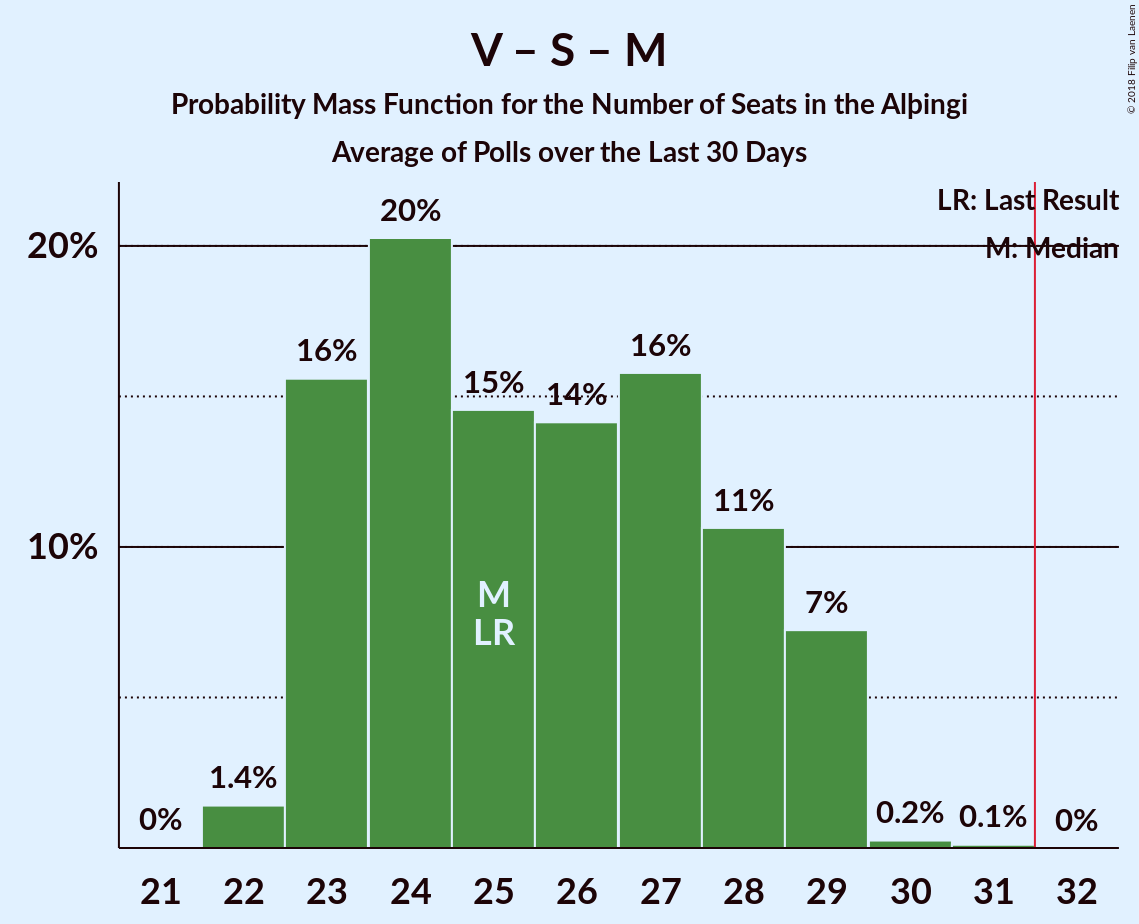 V – S – M
Probability Mass Function for the Number of Seats in the Alþingi
Average of Polls over the Last 30 Days
© 2018 Filip van Laenen
LR: Last Result
M: Median
20%
10%
0%
1.4%
16%
20%
15%
14%
16%
11%
7%
0.2%
0.1%
0%
M
LR
21 22 23 24 25 26 27 28 29 30 31 32